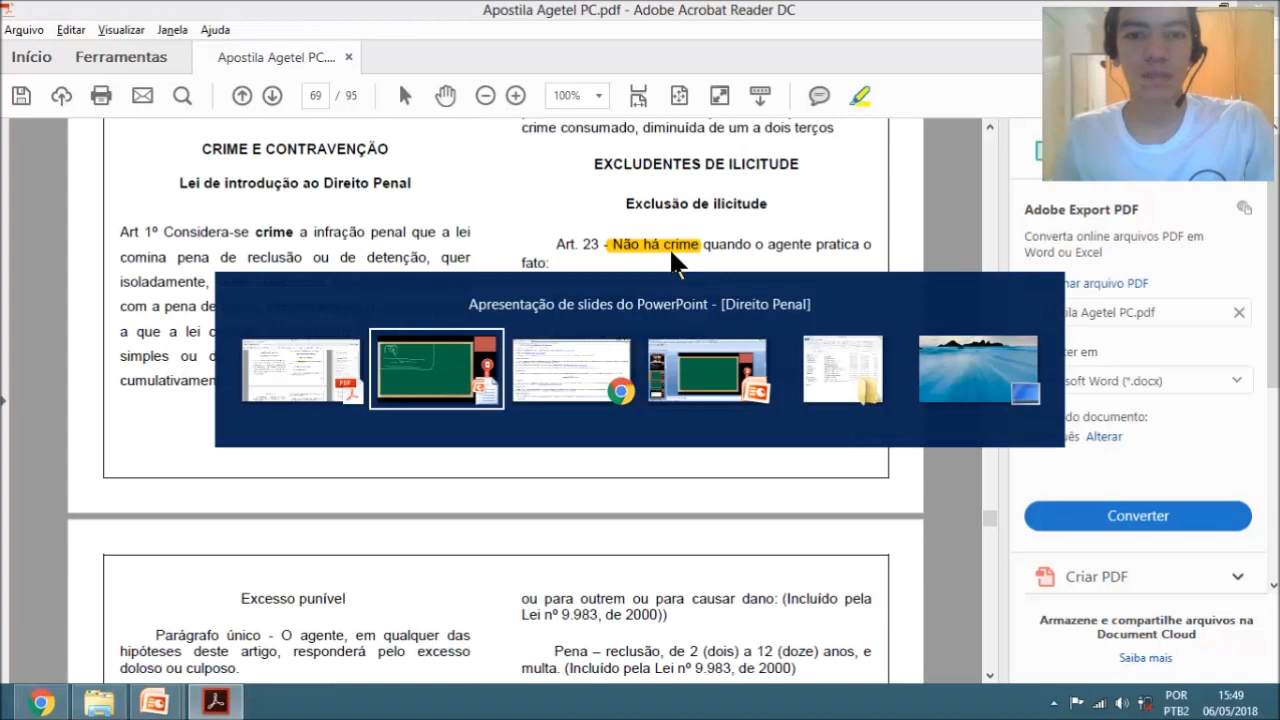 Apostila Agetel PC.pdf - Adobe Acrobat Reader DC
Arquivo Editar Visualizar Janela Ajuda
Início Ferramentas Apostila Agetel PC.... ×
69 / 95 100%
CRIME E CONTRAVENÇÃO
Lei de introdução ao Direito Penal
Art 1º Considera-se crime a infração penal que a lei
comina pena de reclusão ou de detenção, quer
isoladamente,
com a pena de
a que a lei
simples ou
cumulativamen
crime consumado, diminuída de um a dois terços
EXCLUDENTES DE ILICITUDE
Exclusão de ilicitude
Art. 23 - Não há crime quando o agente pratica o
fato:
Apresentação de slides do PowerPoint - [Direito Penal]
Excesso punível
Parágrafo único - O agente, em qualquer das
hipóteses deste artigo, responderá pelo excesso
doloso ou culposo.
ou para outrem ou para causar dano: (Incluído pela
Lei nº 9.983, de 2000))
Pena – reclusão, de 2 (dois) a 12 (doze) anos, e
multa. (Incluído pela Lei nº 9.983, de 2000)
Adobe Export PDF
Converta online arquivos PDF em
Word ou Excel
nar arquivo PDF
ila Agetel PC.pdf
er em
soft Word (*.docx)
do documento:
uês Alterar
Converter
Criar PDF
Armazene e compartilhe arquivos na
Document Cloud
Saiba mais
POR
PTB2
15:49
06/05/2018